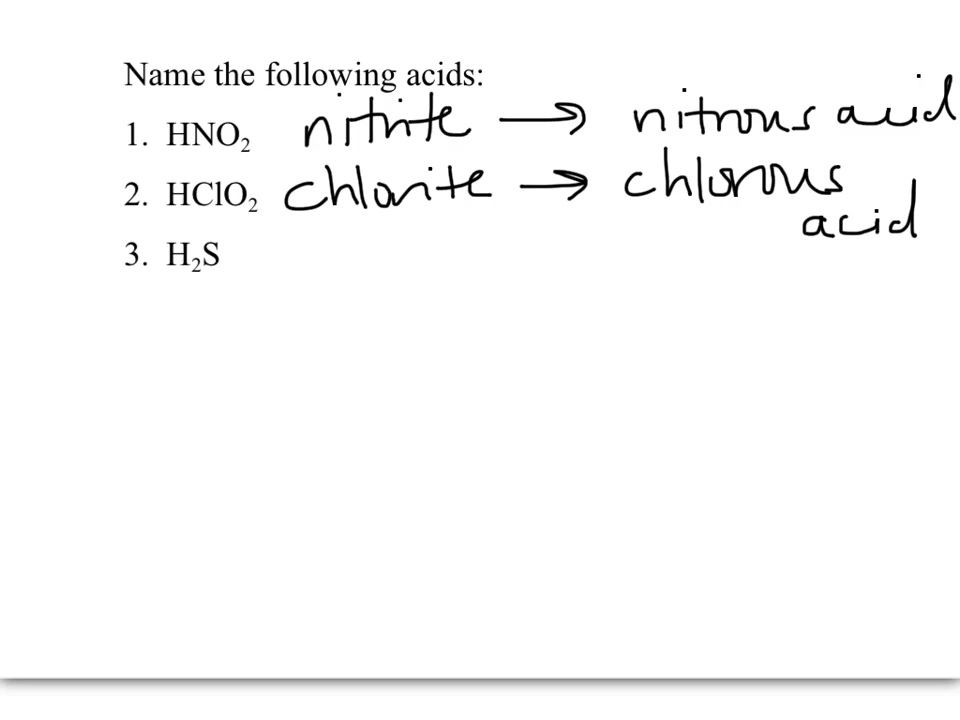 Name the following acids:
1. HNO₂ nitrite → nitrous acid
2. HClO₂ chlorite → chlorous
acid
3. H₂S